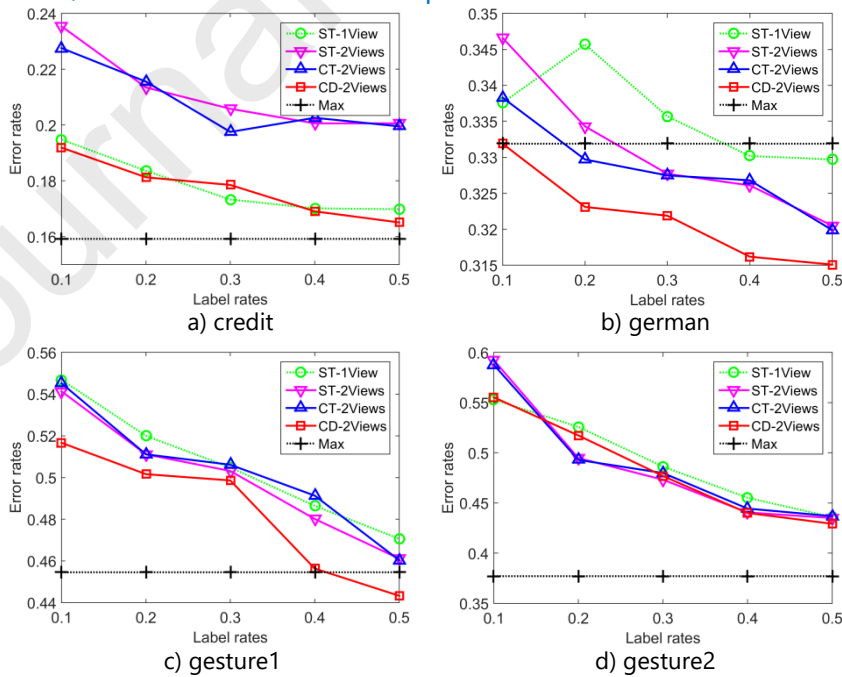 0.24
0.22
0.2
0.18
0.16
0.1 0.2 0.3 0.4 0.5
Error rates
Label rates
ST-1View
ST-2Views
CT-2Views
CD-2Views
Max
a) credit
0.35
0.345
0.34
0.335
0.33
0.325
0.32
0.315
0.1 0.2 0.3 0.4 0.5
Error rates
Label rates
ST-1View
ST-2Views
CT-2Views
CD-2Views
Max
b) german
0.56
0.54
0.52
0.5
0.48
0.46
0.44
0.1 0.2 0.3 0.4 0.5
Error rates
Label rates
ST-1View
ST-2Views
CT-2Views
CD-2Views
Max
c) gesture1
0.6
0.55
0.5
0.45
0.4
0.35
0.1 0.2 0.3 0.4 0.5
Error rates
Label rates
ST-1View
ST-2Views
CT-2Views
CD-2Views
Max
d) gesture2